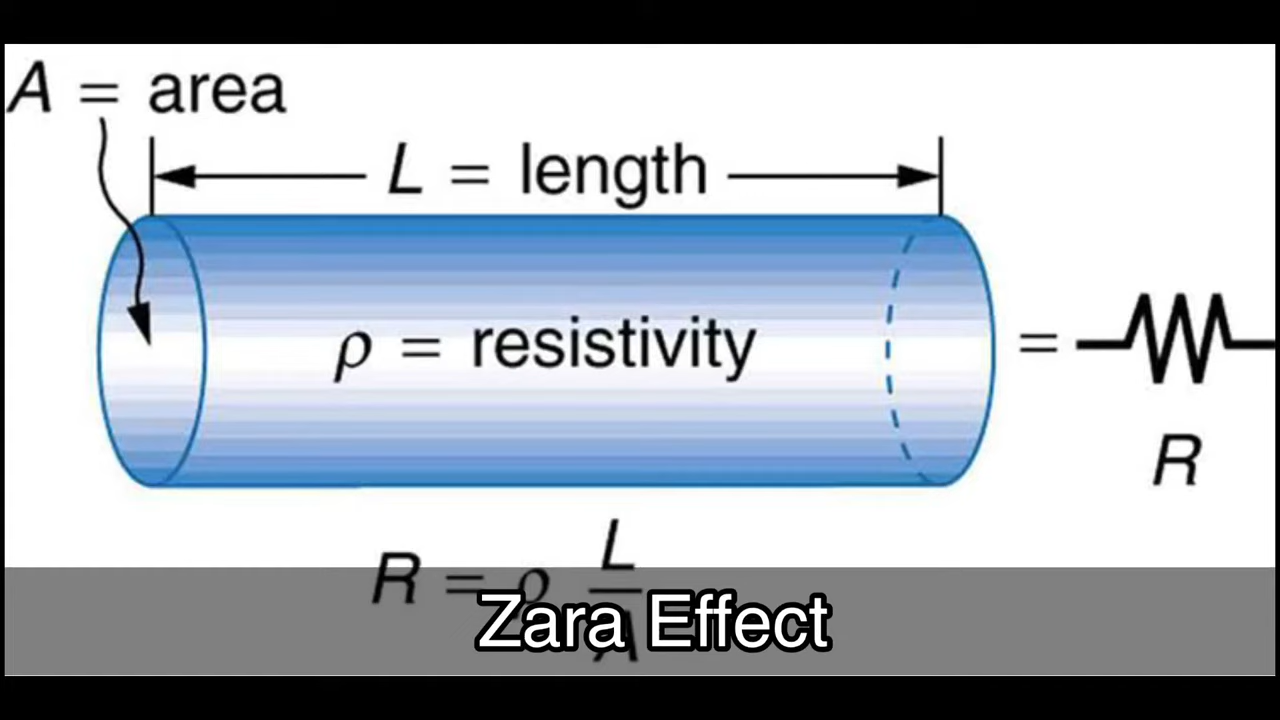 A = area
L = length
ρ = resistivity
=
R
R = ρ L/A
Zara Effect